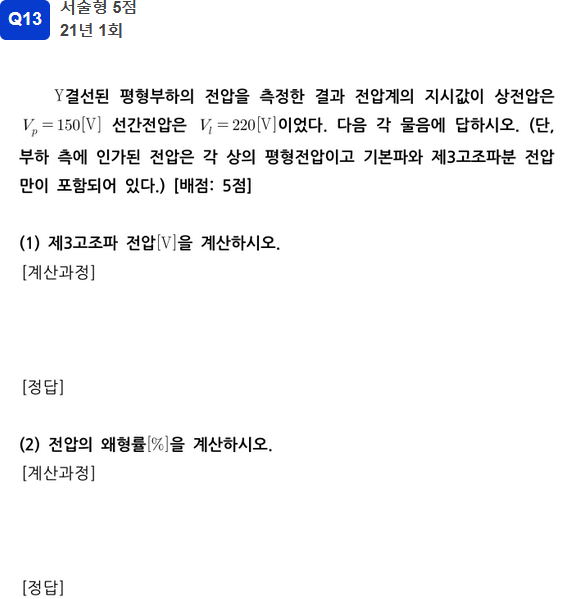 Q13
서술형 5점
21년 1회
Y결선된 평형부하의 전압을 측정한 결과 전압계의 지시값이 상전압은
Vₚ = 150[V] 선간전압은 Vₗ = 220[V]이었다. 다음 각 물음에 답하시오. (단,
부하 측에 인가된 전압은 각 상의 평형전압이고 기본파와 제3고조파분 전압
만이 포함되어 있다.) [배점: 5점]
(1) 제3고조파 전압[V]을 계산하시오.
[계산과정]
[정답]
(2) 전압의 왜형률[%]을 계산하시오.
[계산과정]
[정답]